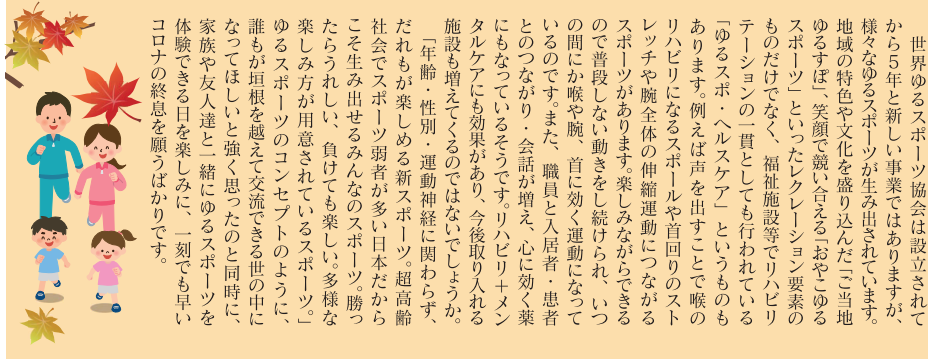 世界ゆるスポーツ協会は設立されて
から５年と新しい事業ではありますが、
様々なゆるスポーツが生み出されています。
地域の特色や文化を盛り込んだ「ご当地
ゆるすぽ」、笑顔で競い合える「おやこゆる
スポーツ」といったレクレーション要素の
ものだけでなく、福祉施設等でリハビリ
テーションの一貫としても行われている
「ゆるスポ・ヘルスケア」というものも
あります。例えば声を出すことで喉の
リハビリになるスポールや首回りのスト
レッチや腕全体の伸縮運動につながる
スポーツがあります。楽しみながらできる
ので普段しない動きをし続けられ、いつ
の間にか喉や腕、首に効く運動になって
いるのです。また、職員と入居者・患者
とのつながり・会話が増え、心に効く薬
にもなっているそうです。リハビリ＋メン
タルケアにも効果があり、今後取り入れる
施設も増えてくるのではないでしょうか。
「年齢・性別・運動神経に関わらず、
だれもが楽しめる新スポーツ。超高齢
社会でスポーツ弱者が多い日本だから
こそ生み出せるみんなのスポーツ。勝っ
たらうれしい、負けても楽しい。多様な
楽しみ方が用意されているスポーツ。」
ゆるスポーツのコンセプトのように、
誰もが垣根を越えて交流できる世の中に
なってほしいと強く思ったのと同時に、
家族や友人達と一緒にゆるスポーツを
体験できる日を楽しみに、一刻でも早い
コロナの終息を願うばかりです。